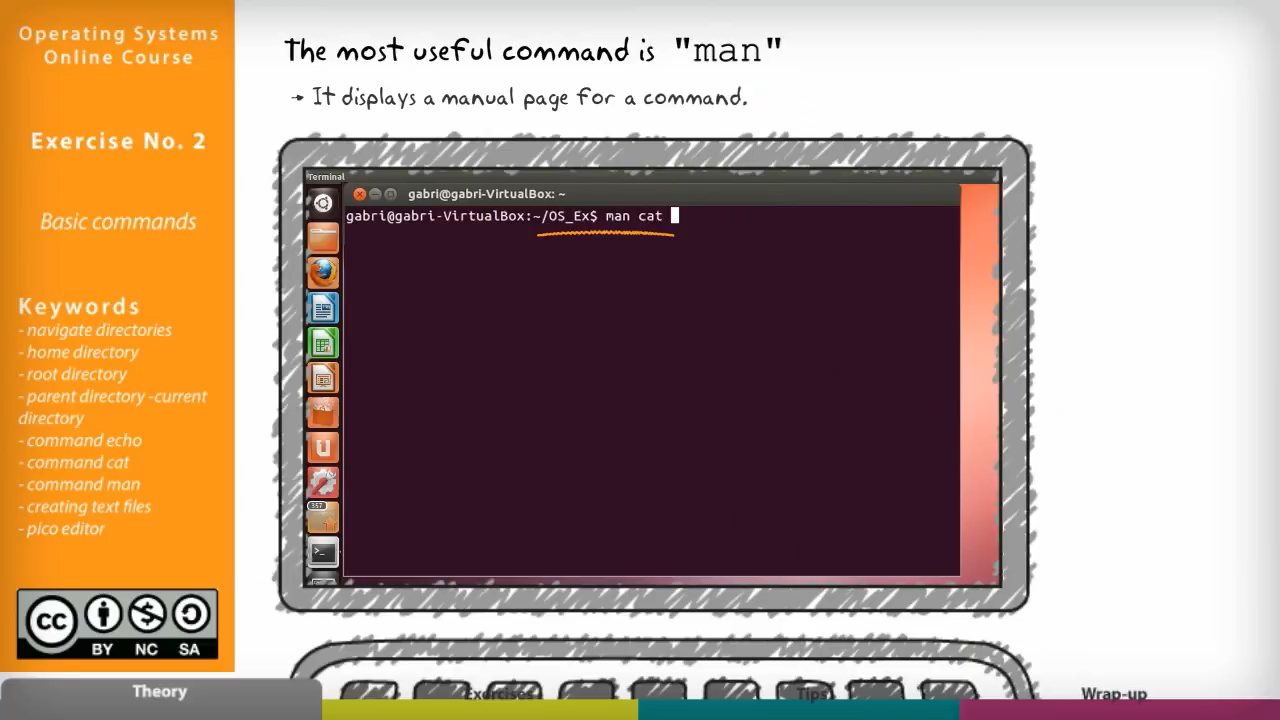 Operating Systems
Online Course
Exercise No. 2
Basic commands
Keywords
- navigate directories
- home directory
- root directory
- parent directory -current
directory
- command echo
- command cat
- command man
- creating text files
- pico editor
CC
BY NC SA
The most useful command is "man"
→ It displays a manual page for a command.
Terminal
gabri@gabri-VirtualBox: ~
gabri@gabri-VirtualBox:~/OS_Ex$ man cat
357
Theory
Exercises
Tips
Wrap-up